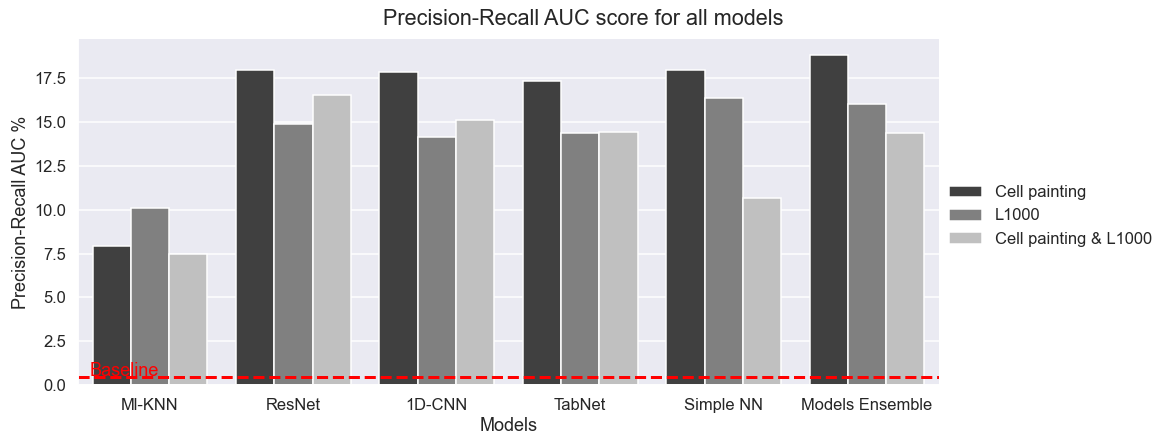 Precision-Recall AUC score for all models
Precision-Recall AUC %
17.5
15.0
12.5
10.0
7.5
5.0
2.5
0.0
Baseline
MI-KNN
ResNet
1D-CNN
TabNet
Simple NN
Models Ensemble
Models
Cell painting
L1000
Cell painting & L1000